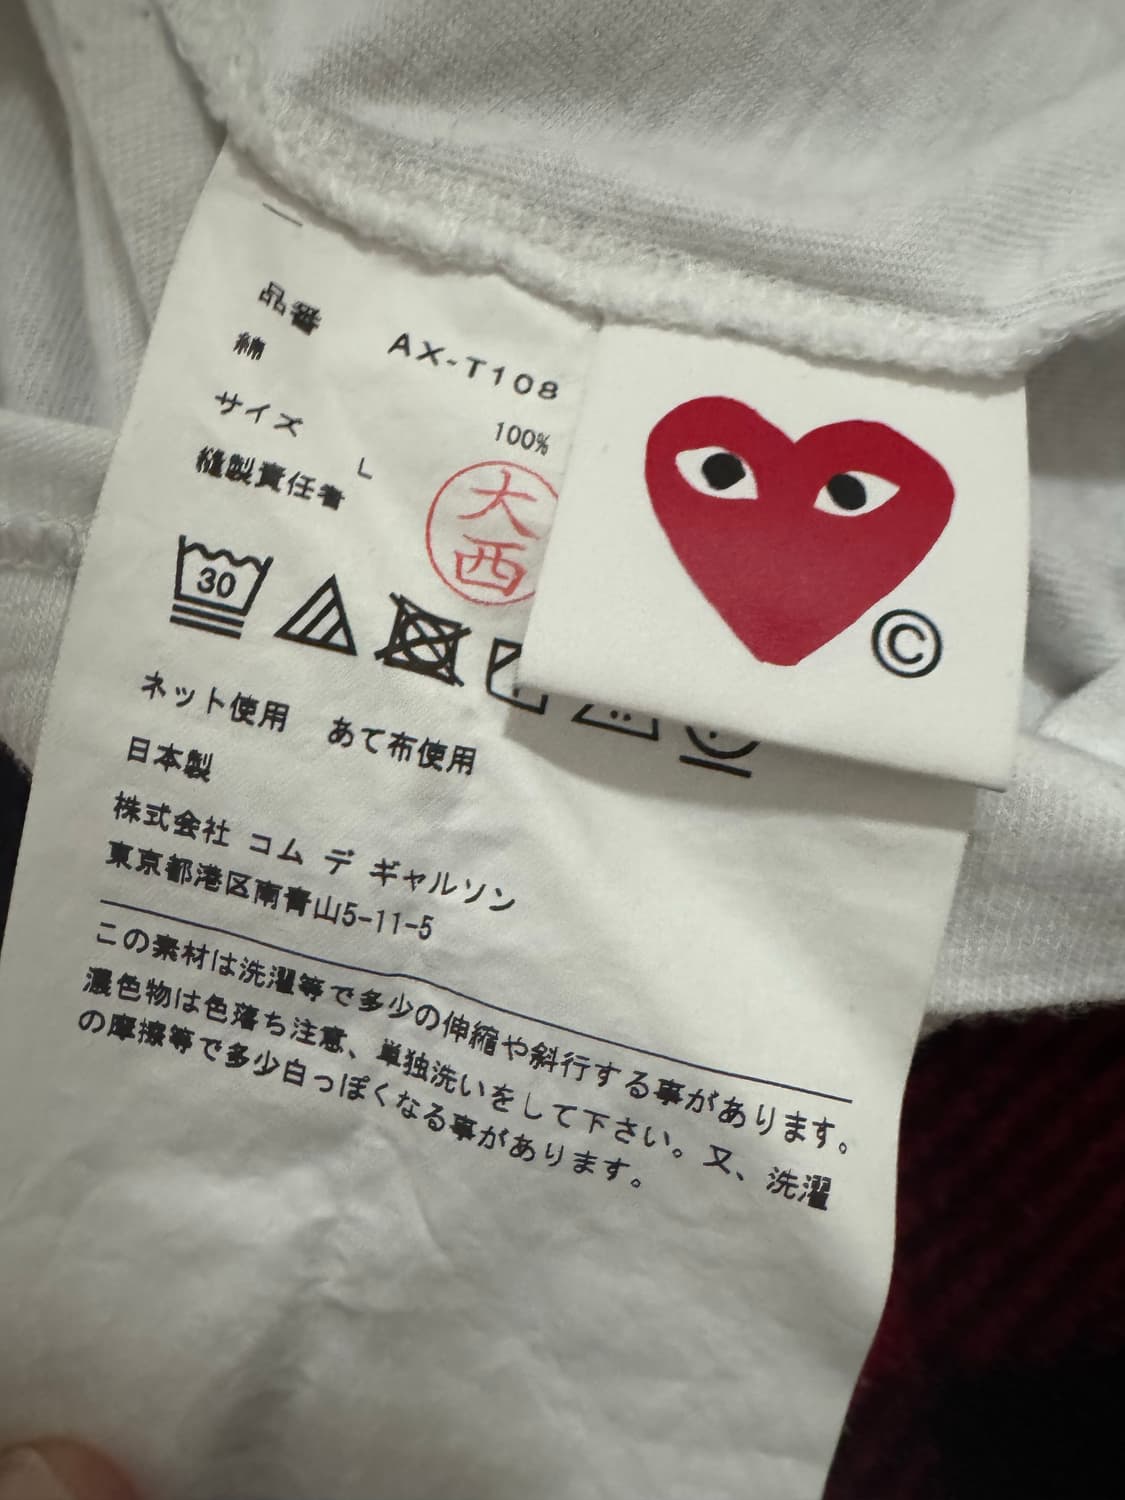 品番 AX-T108
綿 100%
サイズ L
縫製責任者 大西
30
ネット使用 あて布使用
日本製
株式会社 コム デ ギャルソン
東京都港区南青山5-11-5
この素材は洗濯等で多少の伸縮や斜行する事があります。
濃色物は色落ち注意、単独洗いをして下さい。又、洗濯
の摩擦等で多少白っぽくなる事があります。
©